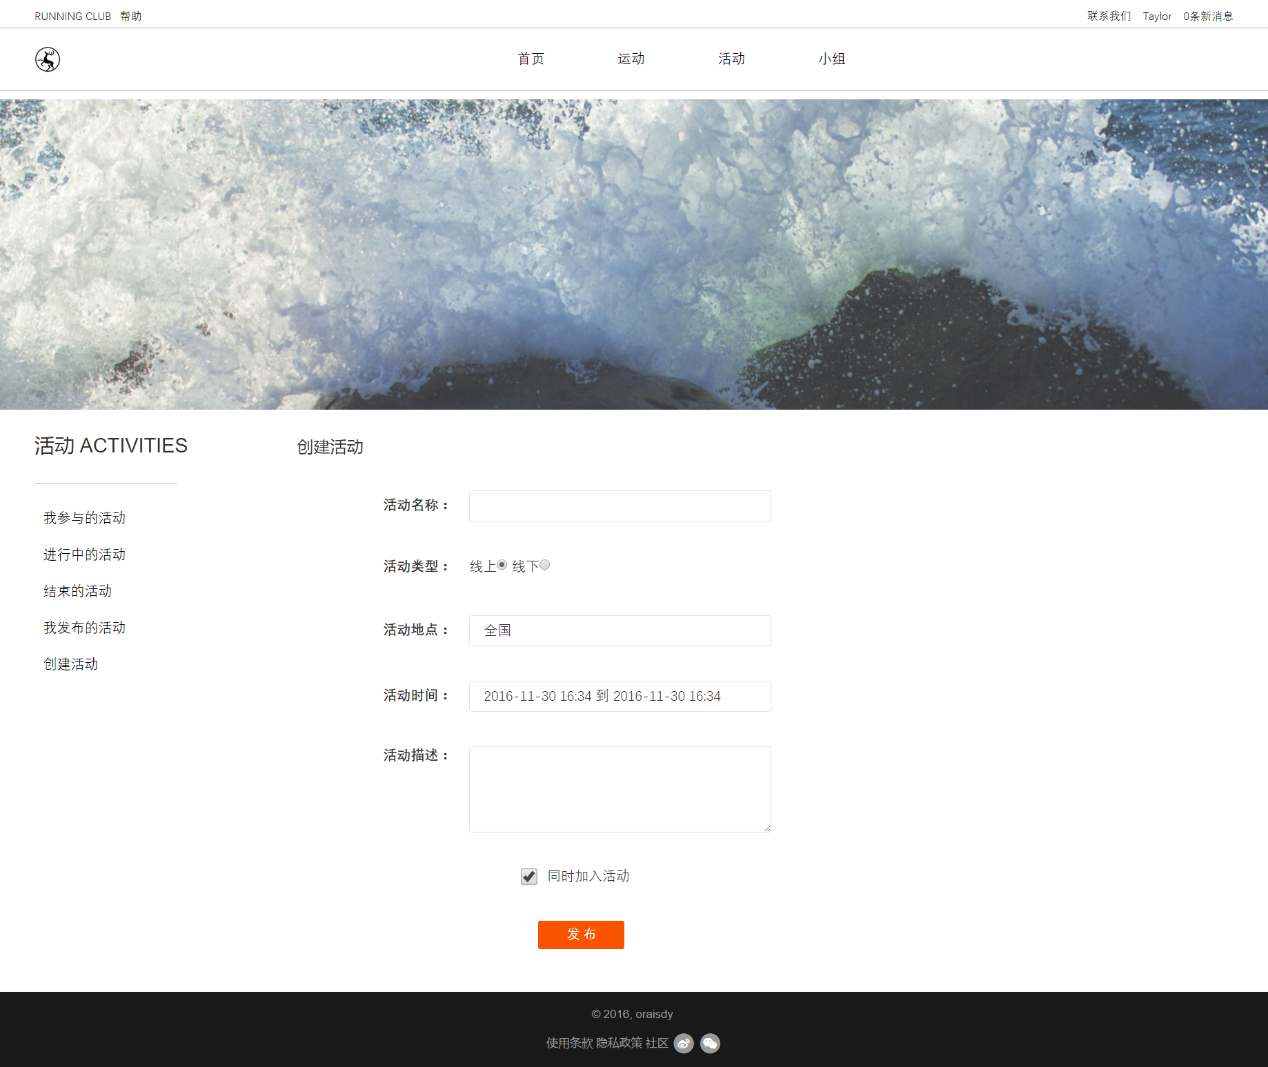 RUNNING CLUB 帮助 联系我们 Taylor 0条新消息
首页 运动 活动 小组
活动 ACTIVITIES
我参与的活动
进行中的活动
结束的活动
我发布的活动
创建活动
创建活动
活动名称：
活动类型： 线上 线下
活动地点： 全国
活动时间： 2016-11-30 16:34 到 2016-11-30 16:34
活动描述：
同时加入活动
发 布
© 2016, oraisdy
使用条款 隐私政策 社区